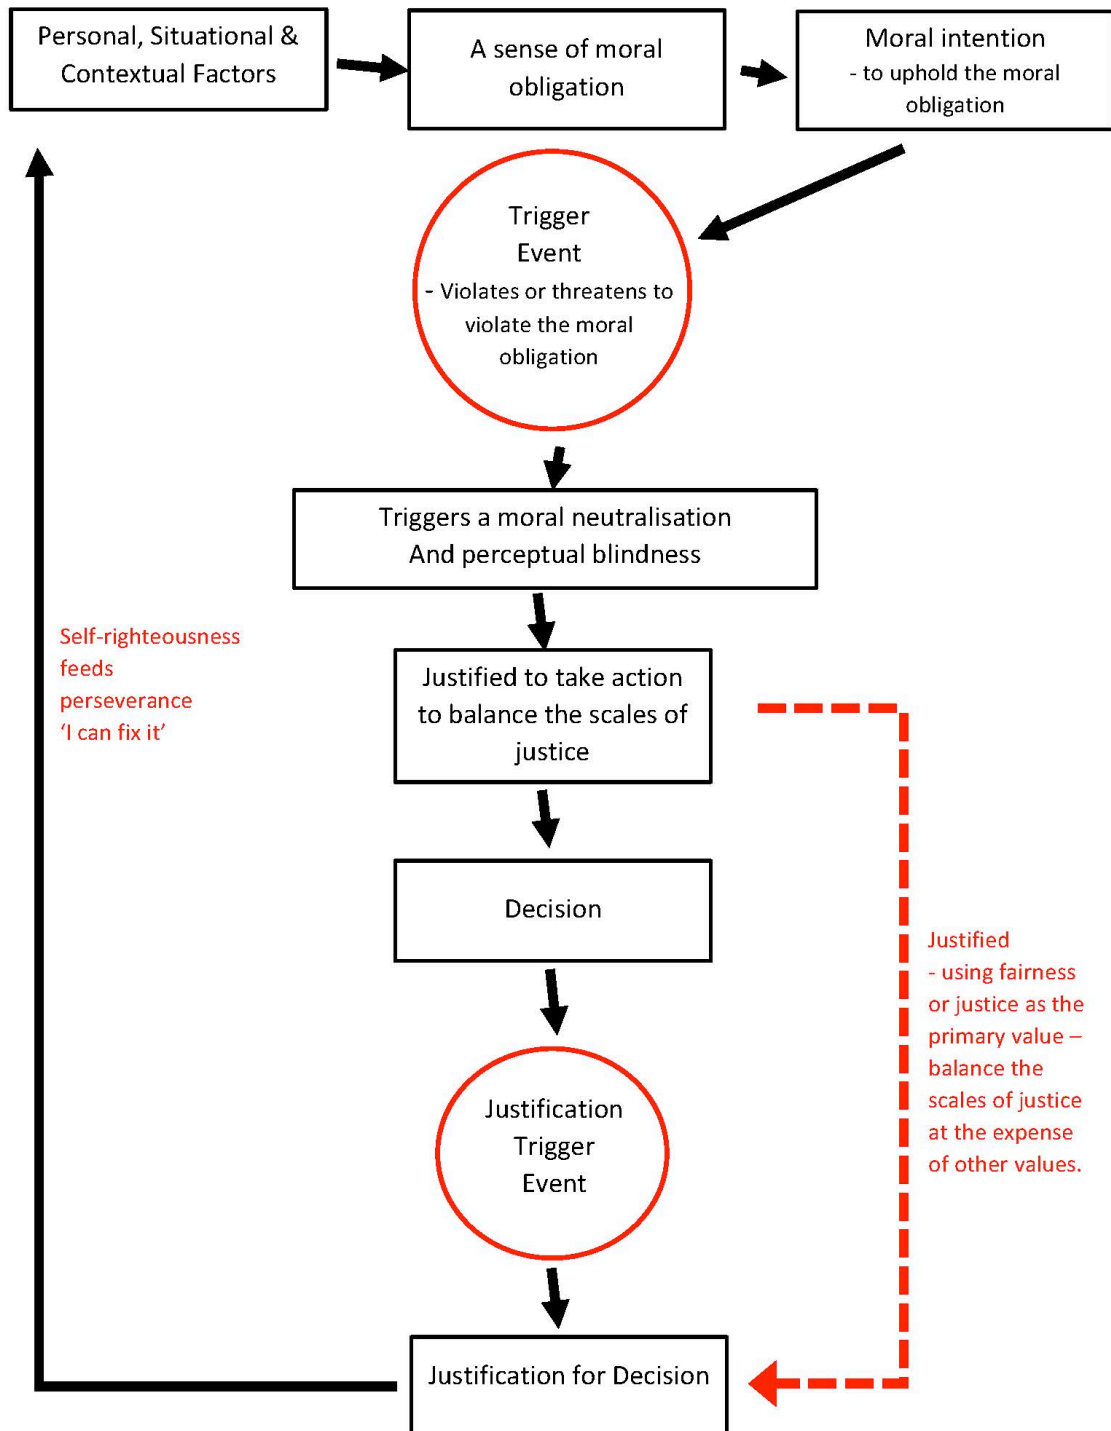 Personal, Situational &
Contextual Factors
A sense of moral
obligation
Moral intention
- to uphold the moral
obligation
Trigger
Event
- Violates or threatens to
violate the moral
obligation
Triggers a moral neutralisation
And perceptual blindness
Self-righteousness
feeds
perseverance
‘I can fix it’
Justified to take action
to balance the scales of
justice
Decision
Justified
- using fairness
or justice as the
primary value –
balance the
scales of justice
at the expense
of other values.
Justification
Trigger
Event
Justification for Decision